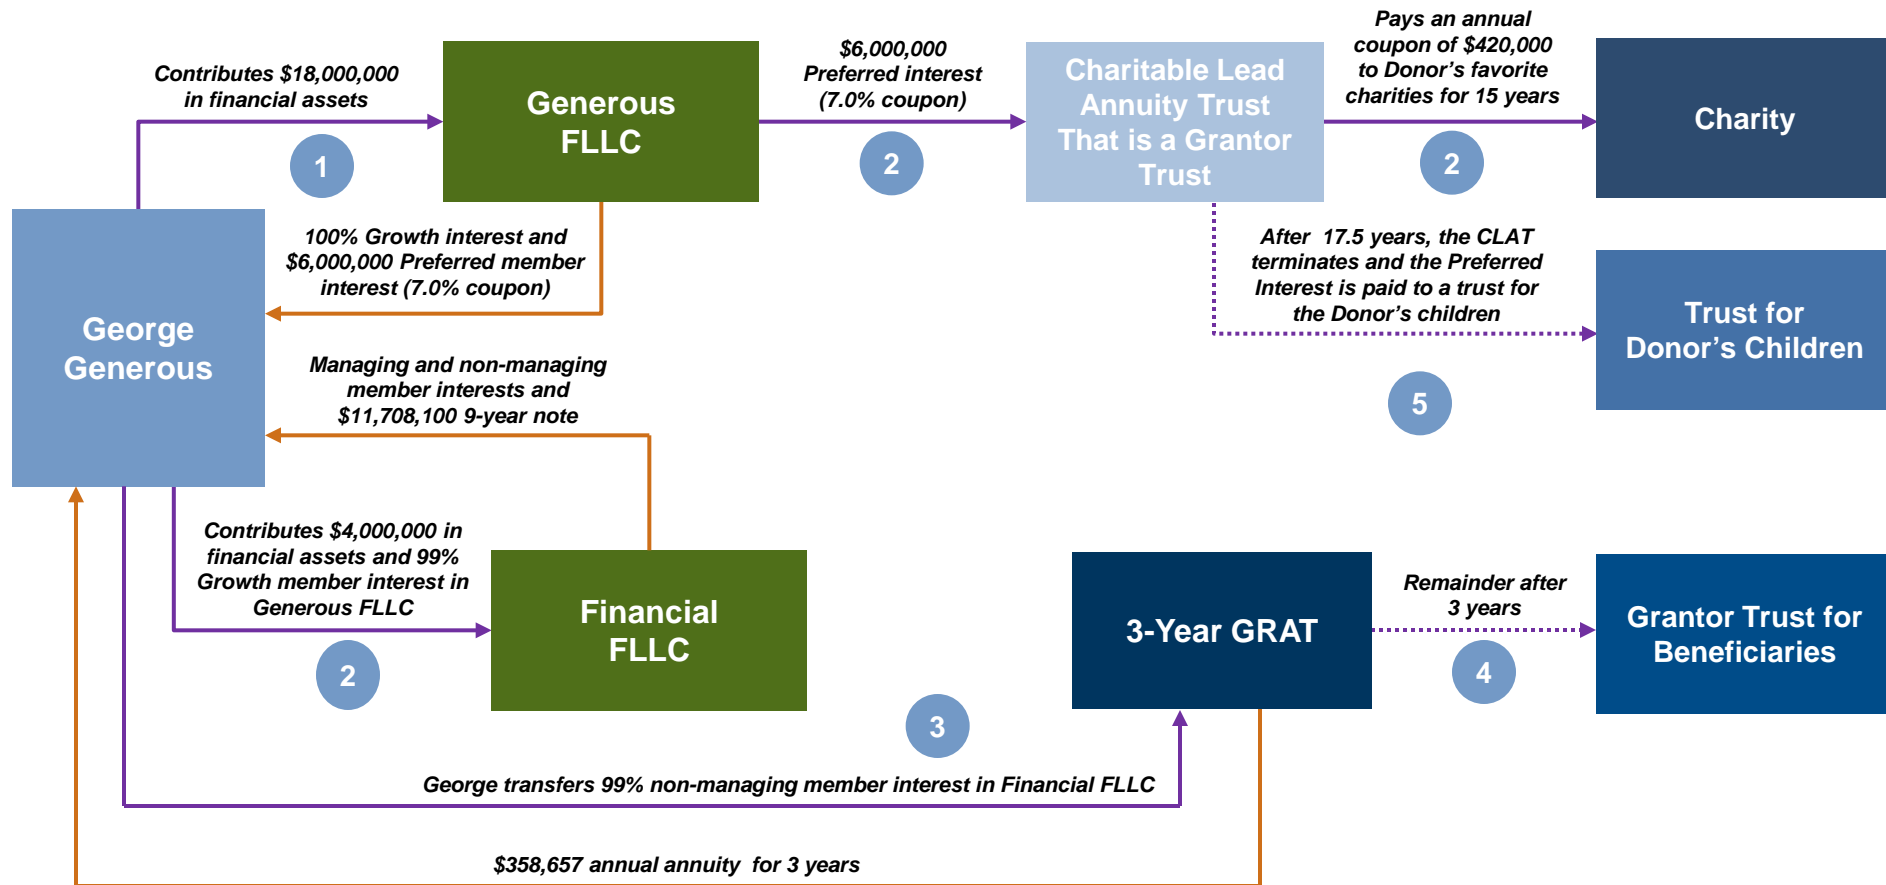 Contributes $18,000,000
in financial assets
1
Generous
FLLC
$6,000,000
Preferred interest
(7.0% coupon)
2
Charitable Lead
Annuity Trust
That is a Grantor
Trust
Pays an annual
coupon of $420,000
to Donor’s favorite
charities for 15 years
2
Charity
George
Generous
100% Growth interest and
$6,000,000 Preferred member
interest (7.0% coupon)
After 17.5 years, the CLAT
terminates and the Preferred
Interest is paid to a trust for
the Donor’s children
5
Trust for
Donor’s Children
Managing and non-managing
member interests and
$11,708,100 9-year note
Contributes $4,000,000 in
financial assets and 99%
Growth member interest in
Generous FLLC
2
Financial
FLLC
3
3-Year GRAT
Remainder after
3 years
4
Grantor Trust for
Beneficiaries
George transfers 99% non-managing member interest in Financial FLLC
$358,657 annual annuity for 3 years